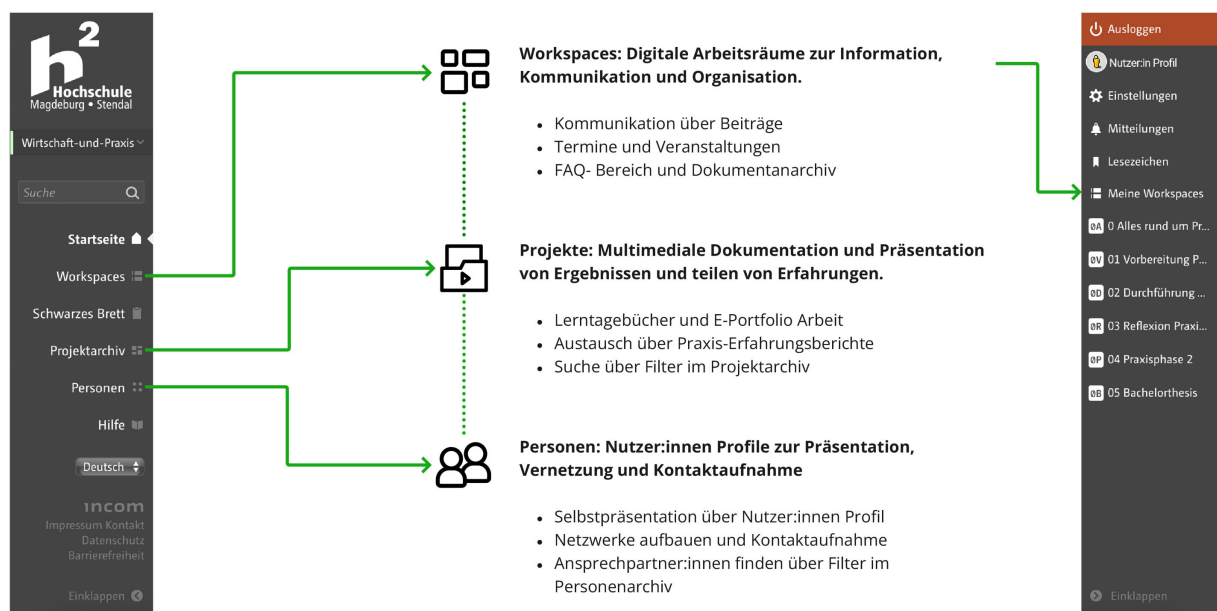 h2
Hochschule
Magdeburg • Stendal
Wirtschaft-und-Praxis
Suche
Startseite
Workspaces
Schwarzes Brett
Projektarchiv
Personen
Hilfe
Deutsch
incom
Impressum Kontakt
Datenschutz
Barrierefreiheit
Einklappen
Workspaces: Digitale Arbeitsräume zur Information,
Kommunikation und Organisation.
• Kommunikation über Beiträge
• Termine und Veranstaltungen
• FAQ- Bereich und Dokumentanarchiv
Projekte: Multimediale Dokumentation und Präsentation
von Ergebnissen und teilen von Erfahrungen.
• Lerntagebücher und E-Portfolio Arbeit
• Austausch über Praxis-Erfahrungsberichte
• Suche über Filter im Projektarchiv
Personen: Nutzer:innen Profile zur Präsentation,
Vernetzung und Kontaktaufnahme
• Selbstpräsentation über Nutzer:innen Profil
• Netzwerke aufbauen und Kontaktaufnahme
• Ansprechpartner:innen finden über Filter im
Personenarchiv
Ausloggen
Nutzer:in Profil
Einstellungen
Mitteilungen
Lesezeichen
Meine Workspaces
ØA 0 Alles rund um Pr...
ØV 01 Vorbereitung P...
ØD 02 Durchführung ...
ØR 03 Reflexion Praxi...
ØP 04 Praxisphase 2
ØB 05 Bachelorthesis
Einklappen